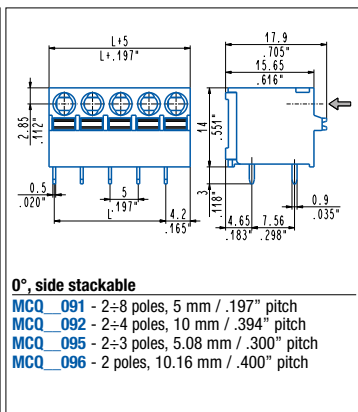 L+5
L+.197"
17.9
.705"
15.65
.616"
2.85
.112"
14
.551"
0.5
.020"
5
.197"
L
4.2
.165"
3
.118"
4.65
.183"
7.56
.298"
0.9
.035"
0°, side stackable
MCQ__091 - 2÷8 poles, 5 mm / .197” pitch
MCQ__092 - 2÷4 poles, 10 mm / .394” pitch
MCQ__095 - 2÷3 poles, 5.08 mm / .300” pitch
MCQ__096 - 2 poles, 10.16 mm / .400” pitch